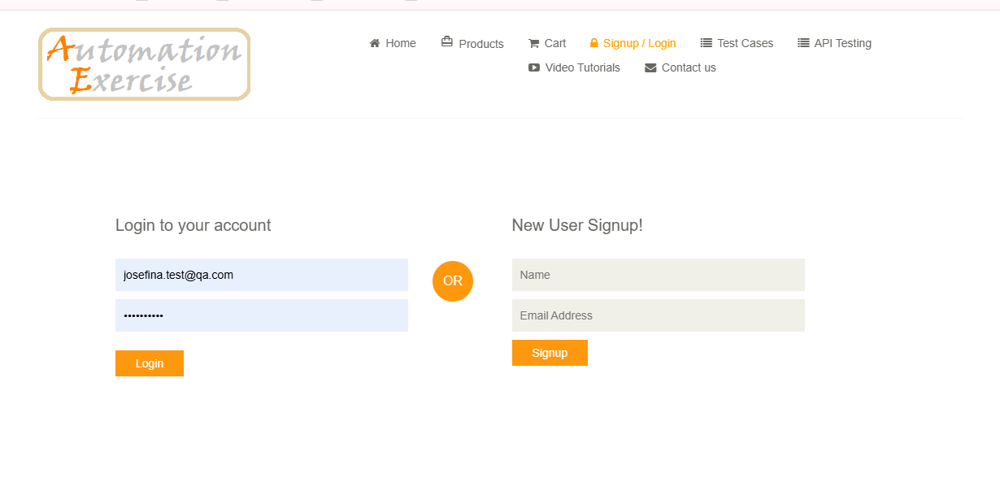 Automation
Exercise
Home Products Cart Signup / Login Test Cases API Testing
Video Tutorials Contact us
Login to your account
josefina.test@qa.com
••••••••••
Login
OR
New User Signup!
Name
Email Address
Signup